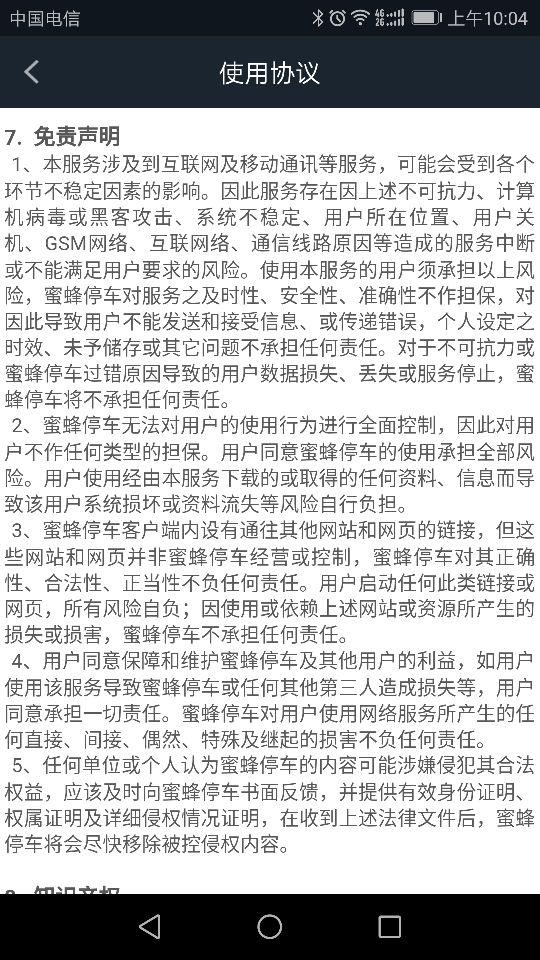 中国电信
4G
2G
上午10:04
使用协议
7. 免责声明
1、本服务涉及到互联网及移动通讯等服务，可能会受到各个
环节不稳定因素的影响。因此服务存在因上述不可抗力、计算
机病毒或黑客攻击、系统不稳定、用户所在位置、用户关
机、GSM网络、互联网络、通信线路原因等造成的服务中断
或不能满足用户要求的风险。使用本服务的用户须承担以上风
险，蜜蜂停车对服务之及时性、安全性、准确性不作担保，对
因此导致用户不能发送和接受信息、或传递错误，个人设定之
时效、未予储存或其它问题不承担任何责任。对于不可抗力或
蜜蜂停车过错原因导致的用户数据损失、丢失或服务停止，蜜
蜂停车将不承担任何责任。
2、蜜蜂停车无法对用户的使用行为进行全面控制，因此对用
户不作任何类型的担保。用户同意蜜蜂停车的使用承担全部风
险。用户使用经由本服务下载的或取得的任何资料、信息而导
致该用户系统损坏或资料流失等风险自行负担。
3、蜜蜂停车客户端内设有通往其他网站和网页的链接，但这
些网站和网页并非蜜蜂停车经营或控制，蜜蜂停车对其正确
性、合法性、正当性不负任何责任。用户启动任何此类链接或
网页，所有风险自负；因使用或依赖上述网站或资源所产生的
损失或损害，蜜蜂停车不承担任何责任。
4、用户同意保障和维护蜜蜂停车及其他用户的利益，如用户
使用该服务导致蜜蜂停车或任何其他第三人造成损失等，用户
同意承担一切责任。蜜蜂停车对用户使用网络服务所产生的任
何直接、间接、偶然、特殊及继起的损害不负任何责任。
5、任何单位或个人认为蜜蜂停车的内容可能涉嫌侵犯其合法
权益，应该及时向蜜蜂停车书面反馈，并提供有效身份证明、
权属证明及详细侵权情况证明，在收到上述法律文件后，蜜蜂
停车将会尽快移除被控侵权内容。
8. 知识产权